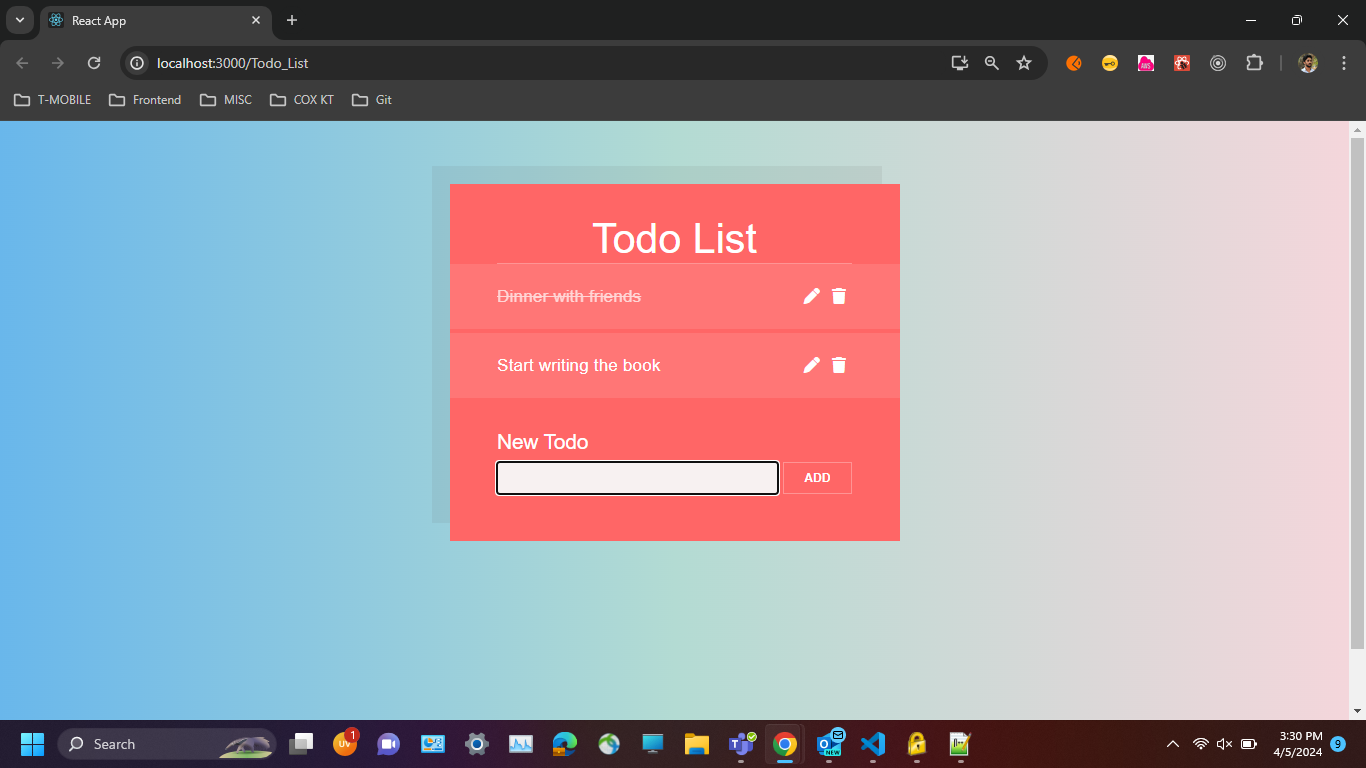 React App
localhost:3000/Todo_List
T-MOBILE Frontend MISC COX KT Git
Todo List
Dinner with friends
Start writing the book
New Todo
ADD
Search
UV 1
NEW
3:30 PM
4/5/2024
9